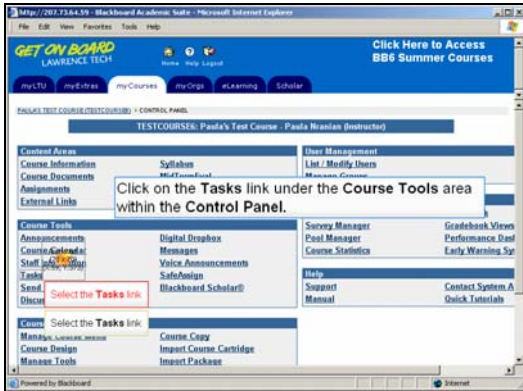 http://207.73.64.59 - Blackboard Academic Suite - Microsoft Internet Explorer
File Edit View Favorites Tools Help
GET ON BOARD
LAWRENCE TECH
Home Help Logout
Click Here to Access
BB6 Summer Courses
myLTU myExtras myCourses myOrgs eLearning Scholar
PAULA'S TEST COURSE (TESTCOURSE6) > CONTROL PANEL
TESTCOURSE6: Paula's Test Course - Paula Nranian (Instructor)
Content Areas
Course Information Syllabus
Course Documents
Assignments
External Links
User Management
List / Modify Users
Manage Groups
Click on the Tasks link under the Course Tools area
within the Control Panel.
Course Tools
Announcements Digital Dropbox
Course Calendar Messages
Staff Voice Announcements
Tasks SafeAssign
Send Blackboard Scholar®
Survey Manager Gradebook Views
Pool Manager Performance Dash
Course Statistics Early Warning Sy
Help
Support Contact System A
Manual Quick Tutorials
Select the Tasks link
Select the Tasks link
Manage Course Menu Course Copy
Course Design Import Course Cartridge
Manage Tools Import Package
Powered by Blackboard
Internet